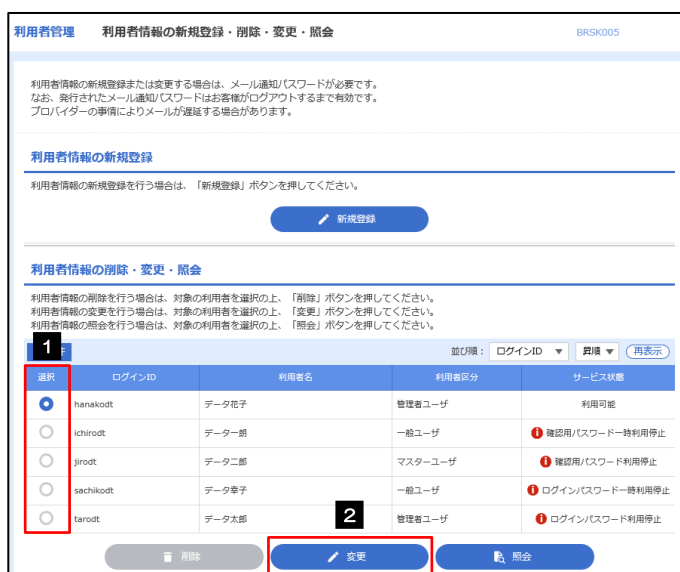 利用者管理 利用者情報の新規登録・削除・変更・照会 BRSK005
利用者情報の新規登録または変更する場合は、メール通知パスワードが必要です。
なお、発行されたメール通知パスワードはお客様がログアウトするまで有効です。
プロバイダーの事情によりメールが遅延する場合があります。
利用者情報の新規登録
利用者情報の新規登録を行う場合は、「新規登録」ボタンを押してください。
新規登録
利用者情報の削除・変更・照会
利用者情報の削除を行う場合は、対象の利用者を選択の上、「削除」ボタンを押してください。
利用者情報の変更を行う場合は、対象の利用者を選択の上、「変更」ボタンを押してください。
利用者情報の照会を行う場合は、対象の利用者を選択の上、「照会」ボタンを押してください。
1 並び順： ログインID ▼ 昇順 ▼ 再表示
選択 ログインID 利用者名 利用者区分 サービス状態
hanakodt データ花子 管理者ユーザ 利用可能
ichirodt データ一朗 一般ユーザ 確認用パスワード一時利用停止
jirodt データ二郎 マスターユーザ 確認用パスワード利用停止
sachikodt データ幸子 一般ユーザ ログインパスワード一時利用停止
tarodt データ太郎 2 管理者ユーザ ログインパスワード利用停止
削除 変更 照会